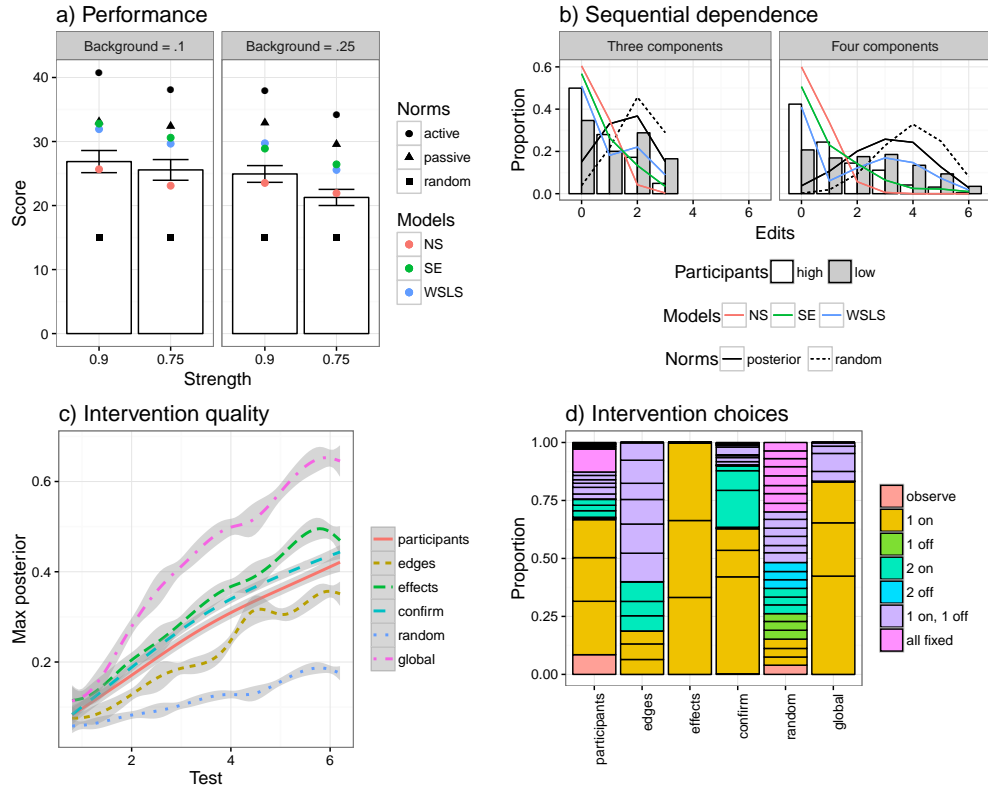 a) Performance
Background = .1
Background = .25
40
30
20
10
0
Score
0.9
0.75
0.9
0.75
Strength
Norms
active
passive
random
Models
NS
SE
WSLS
b) Sequential dependence
Three components
Four components
0.6
0.4
0.2
0.0
Proportion
0
2
4
6
0
2
4
6
Edits
Participants
high
low
Models
NS
SE
WSLS
Norms
posterior
random
c) Intervention quality
0.6
0.4
0.2
Max posterior
2
4
6
Test
participants
edges
effects
confirm
random
global
d) Intervention choices
1.00
0.75
0.50
0.25
0.00
Proportion
participants
edges
effects
confirm
random
global
observe
1 on
1 off
2 on
2 off
1 on, 1 off
all fixed